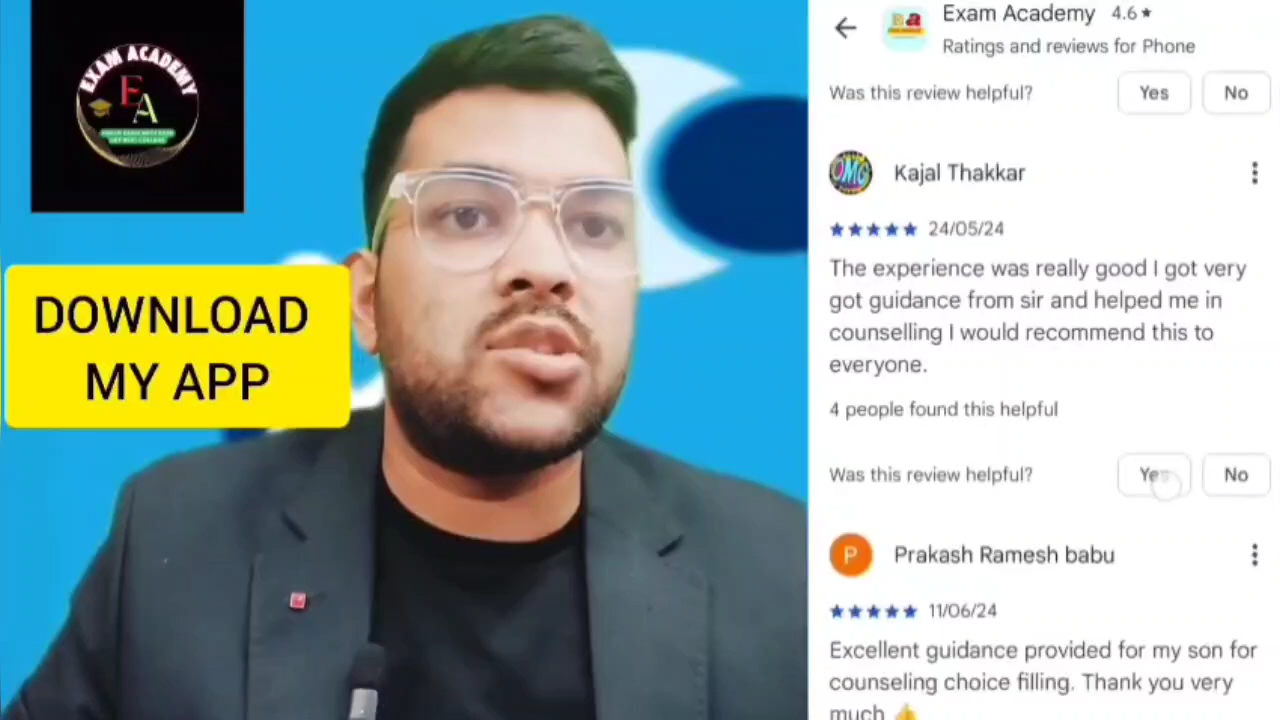 EXAM ACADEMY
EA
DOWNLOAD
MY APP
Exam Academy 4.6★
Ratings and reviews for Phone
Was this review helpful? Yes No
OMG
Kajal Thakkar
24/05/24
The experience was really good I got very
got guidance from sir and helped me in
counselling I would recommend this to
everyone.
4 people found this helpful
Was this review helpful? Yes No
P
Prakash Ramesh babu
11/06/24
Excellent guidance provided for my son for
counseling choice filling. Thank you very
much 👍